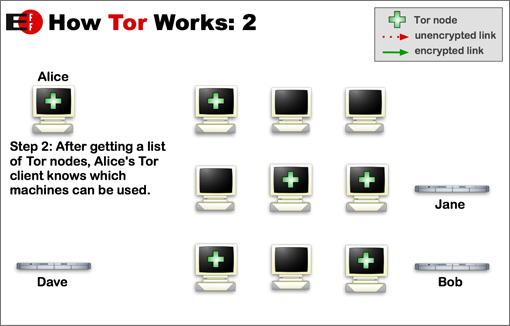 EFF How Tor Works: 2
Tor node
unencrypted link
encrypted link
Alice
Step 2: After getting a list
of Tor nodes, Alice's Tor
client knows which
machines can be used.
Jane
Dave
Bob